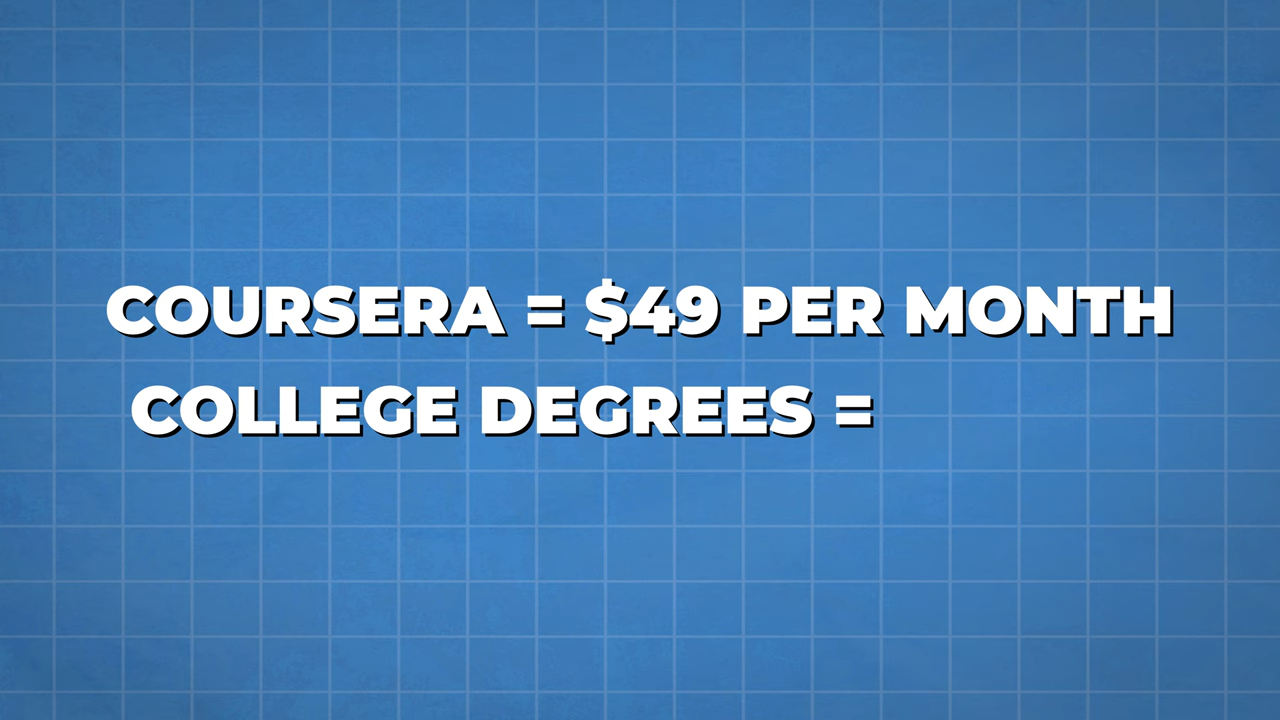 COURSERA = $49 PER MONTH
COLLEGE DEGREES =